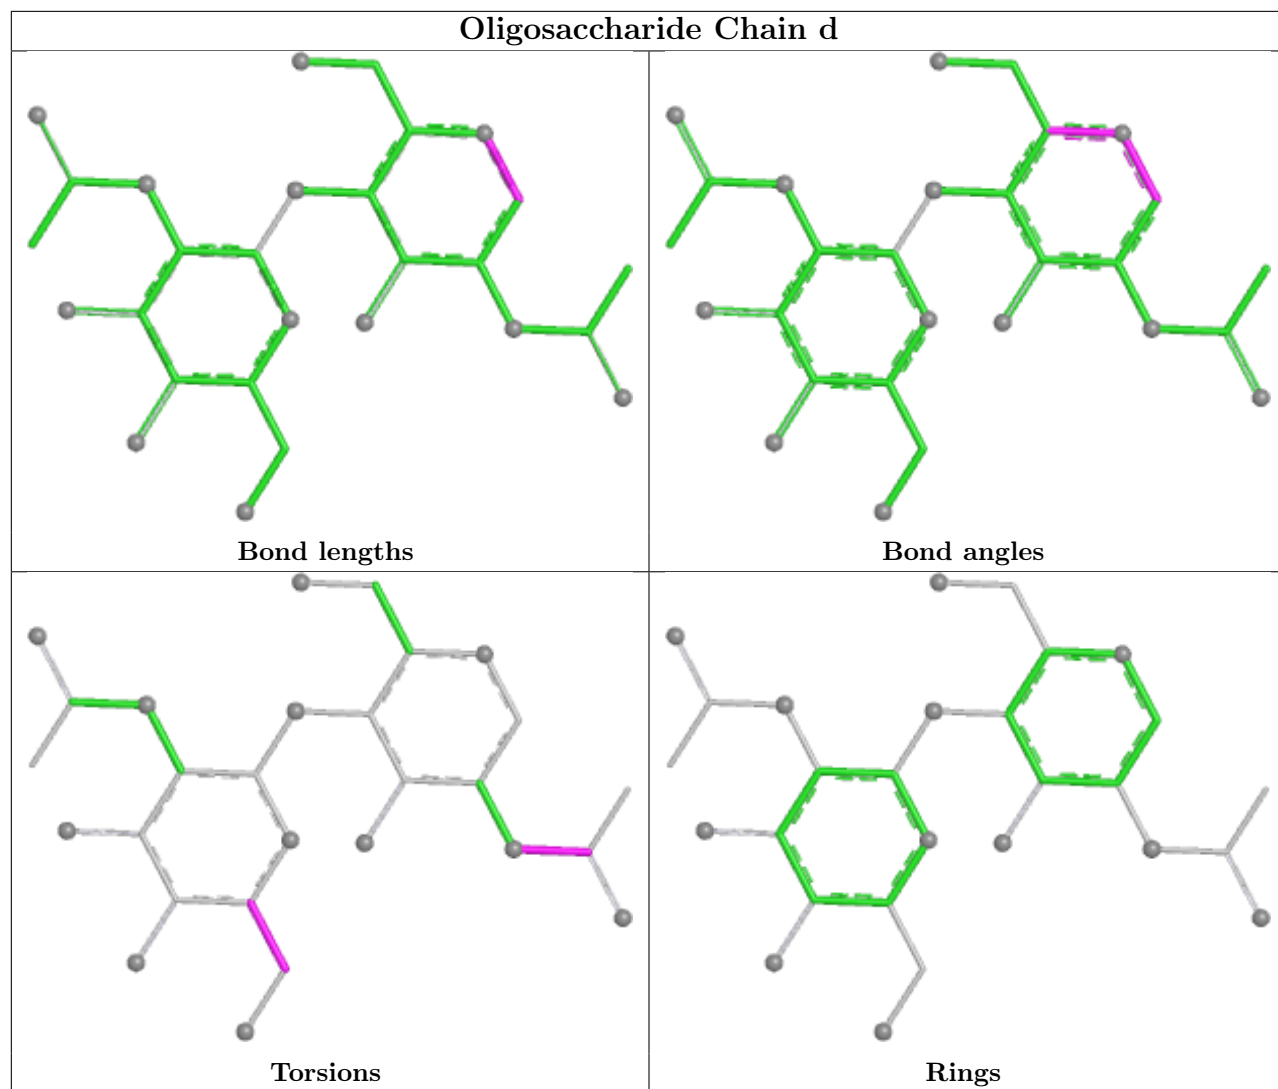 Oligosaccharide Chain d
Bond lengths
Bond angles
Torsions
Rings